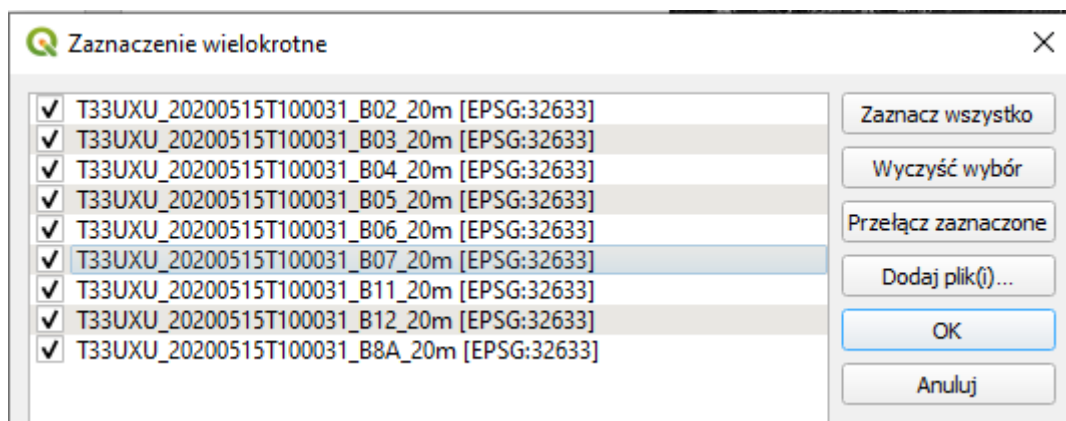 Zaznaczenie wielokrotne
T33UXU_20200515T100031_B02_20m [EPSG:32633]
T33UXU_20200515T100031_B03_20m [EPSG:32633]
T33UXU_20200515T100031_B04_20m [EPSG:32633]
T33UXU_20200515T100031_B05_20m [EPSG:32633]
T33UXU_20200515T100031_B06_20m [EPSG:32633]
T33UXU_20200515T100031_B07_20m [EPSG:32633]
T33UXU_20200515T100031_B11_20m [EPSG:32633]
T33UXU_20200515T100031_B12_20m [EPSG:32633]
T33UXU_20200515T100031_B8A_20m [EPSG:32633]
Zaznacz wszystko
Wyczyść wybór
Przełącz zaznaczone
Dodaj plik(i)...
OK
Anuluj